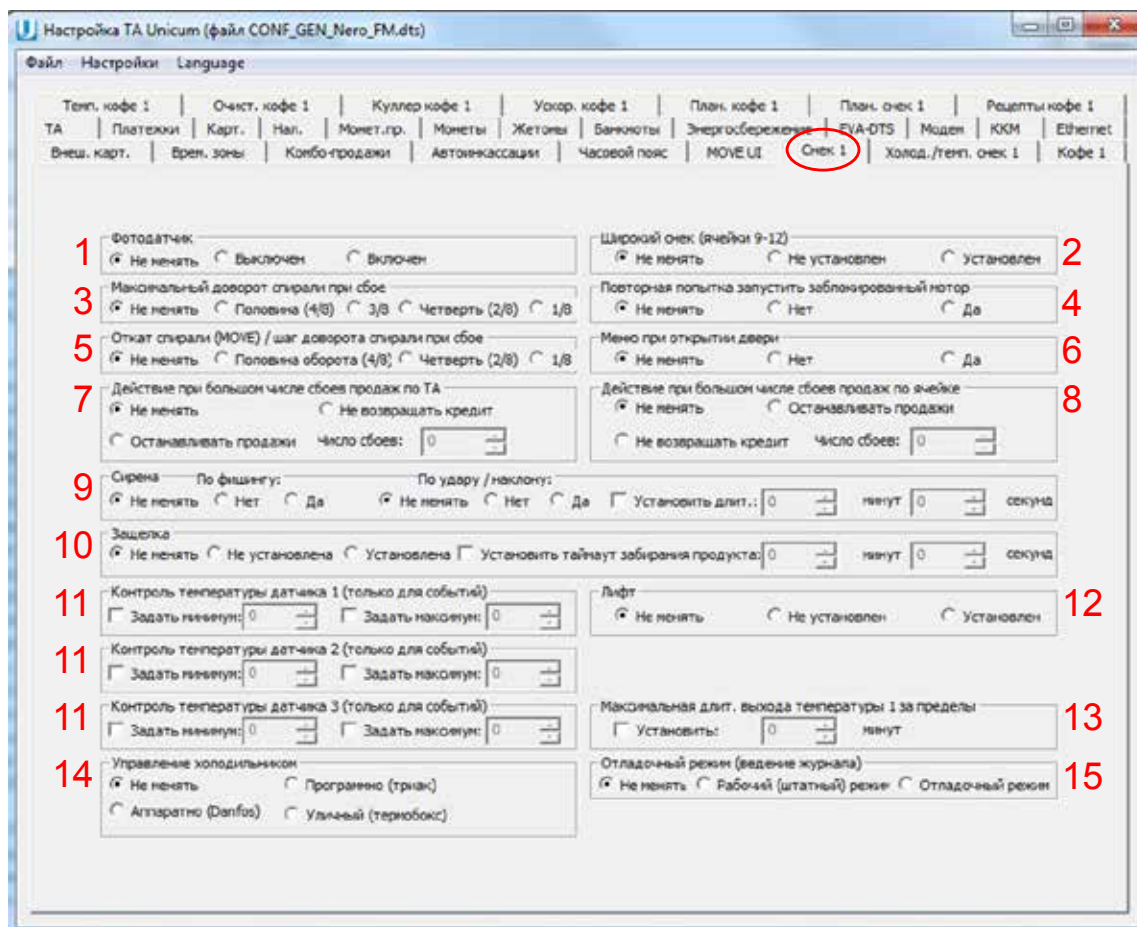 Настройка TA Unicum (файл CONF_GEN_Nero_FM.dts)
Файл Настройки Language
Темп. кофе 1 Очист. кофе 1 Куллер кофе 1 Ускор. кофе 1 План. кофе 1 План. снек 1 Рецепты кофе 1
ТА Платежки Карт. Нал. Монет.пр. Монеты Жетоны Банкноты Энергосбережение EVA-DTS Модем ККМ Ethernet
Внеш. карт. Врем. зоны Комбо-продажи Автоинкассации Часовой пояс MOVE UI Снек 1 Холод./темп. снек 1 Кофе 1
1 Фотодатчик
Не менять Выключен Включен
Широкий снек (ячейки 9-12) 2
Не менять Не установлен Установлен
3 Максимальный доворот спирали при сбое
Не менять Половина (4/8) 3/8 Четверть (2/8) 1/8
Повторная попытка запустить заблокированный мотор 4
Не менять Нет Да
5 Откат спирали (MOVE) / шаг доворота спирали при сбое
Не менять Половина оборота (4/8) Четверть (2/8) 1/8
Меню при открытии двери 6
Не менять Нет Да
7 Действие при большом числе сбоев продаж по ТА
Не менять Не возвращать кредит
Останавливать продажи Число сбоев: 0
Действие при большом числе сбоев продаж по ячейке 8
Не менять Останавливать продажи
Не возвращать кредит Число сбоев: 0
9 Сирена По фишингу: По удару / наклону:
Не менять Нет Да Не менять Нет Да Установить длит.: 0 минут 0 секунд
10 Защелка
Не менять Не установлена Установлена Установить таймаут забирания продукта: 0 минут 0 секунд
11 Контроль температуры датчика 1 (только для событий)
Задать минимум: 0 Задать максимум: 0
Лифт 12
Не менять Не установлен Установлен
11 Контроль температуры датчика 2 (только для событий)
Задать минимум: 0 Задать максимум: 0
11 Контроль температуры датчика 3 (только для событий)
Задать минимум: 0 Задать максимум: 0
Максимальная длит. выхода температуры 1 за пределы 13
Установить: 0 минут
14 Управление холодильником
Не менять Программно (триак)
Аппаратно (Danfos) Уличный (термобокс)
Отладочный режим (ведение журнала) 15
Не менять Рабочий (штатный) режим Отладочный режим